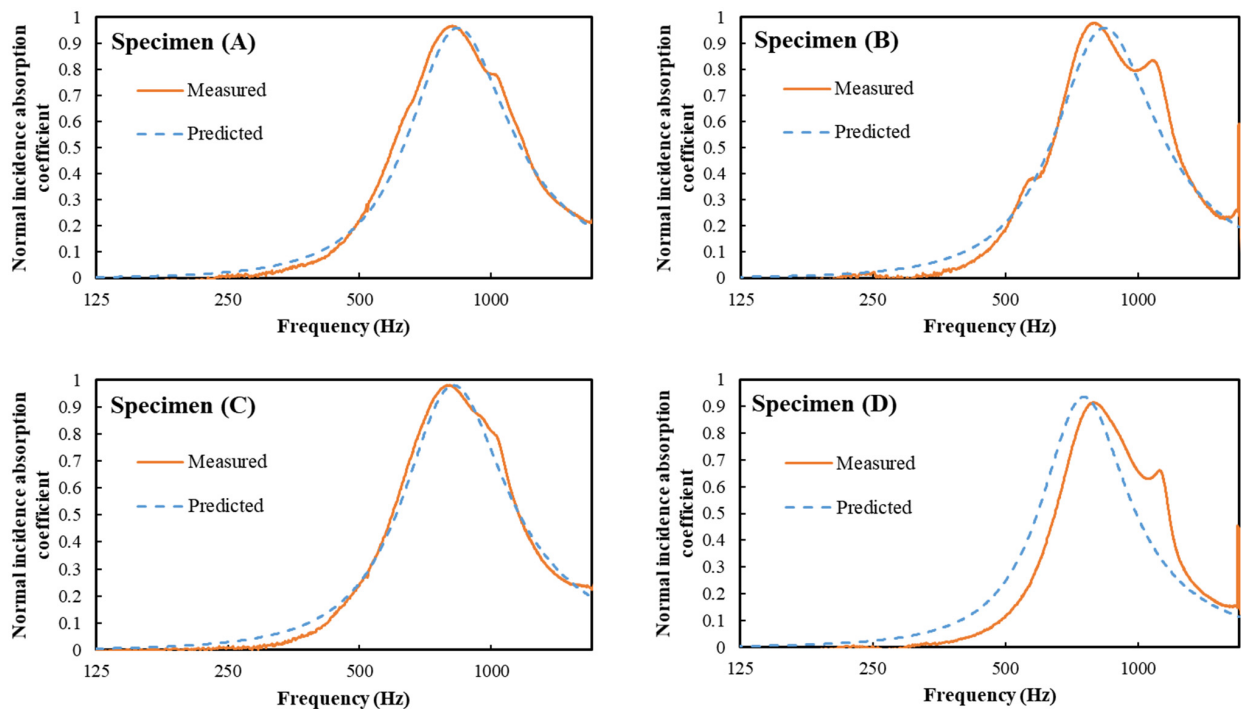 Specimen (A)
Measured
Predicted
Normal incidence absorption
coefficient
1
0.9
0.8
0.7
0.6
0.5
0.4
0.3
0.2
0.1
0
125
250
500
1000
Frequency (Hz)
Specimen (B)
Measured
Predicted
Normal incidence absorption
coefficient
1
0.9
0.8
0.7
0.6
0.5
0.4
0.3
0.2
0.1
0
125
250
500
1000
Frequency (Hz)
Specimen (C)
Measured
Predicted
Normal incidence absorption
coefficient
1
0.9
0.8
0.7
0.6
0.5
0.4
0.3
0.2
0.1
0
125
250
500
1000
Frequency (Hz)
Specimen (D)
Measured
Predicted
Normal incidence absorption
coefficient
1
0.9
0.8
0.7
0.6
0.5
0.4
0.3
0.2
0.1
0
125
250
500
1000
Frequency (Hz)